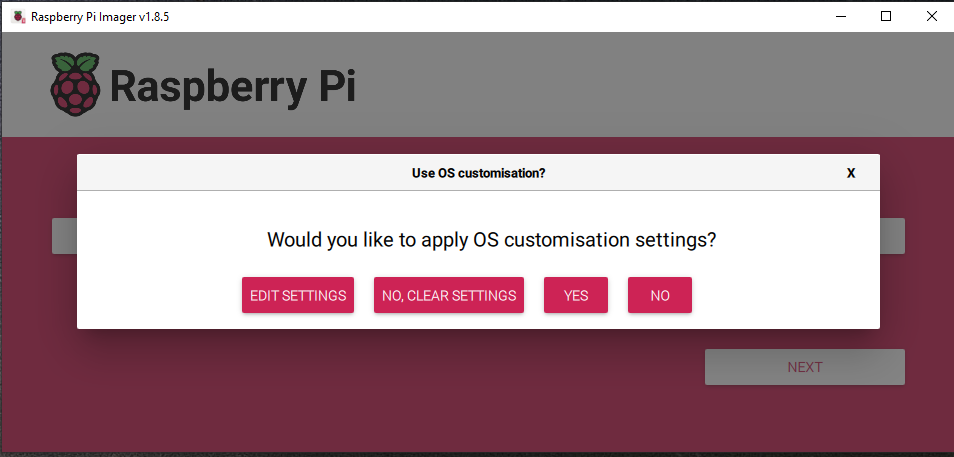 Raspberry Pi Imager v1.8.5
Raspberry Pi
Use OS customisation?
X
Would you like to apply OS customisation settings?
EDIT SETTINGS
NO, CLEAR SETTINGS
YES
NO
NEXT